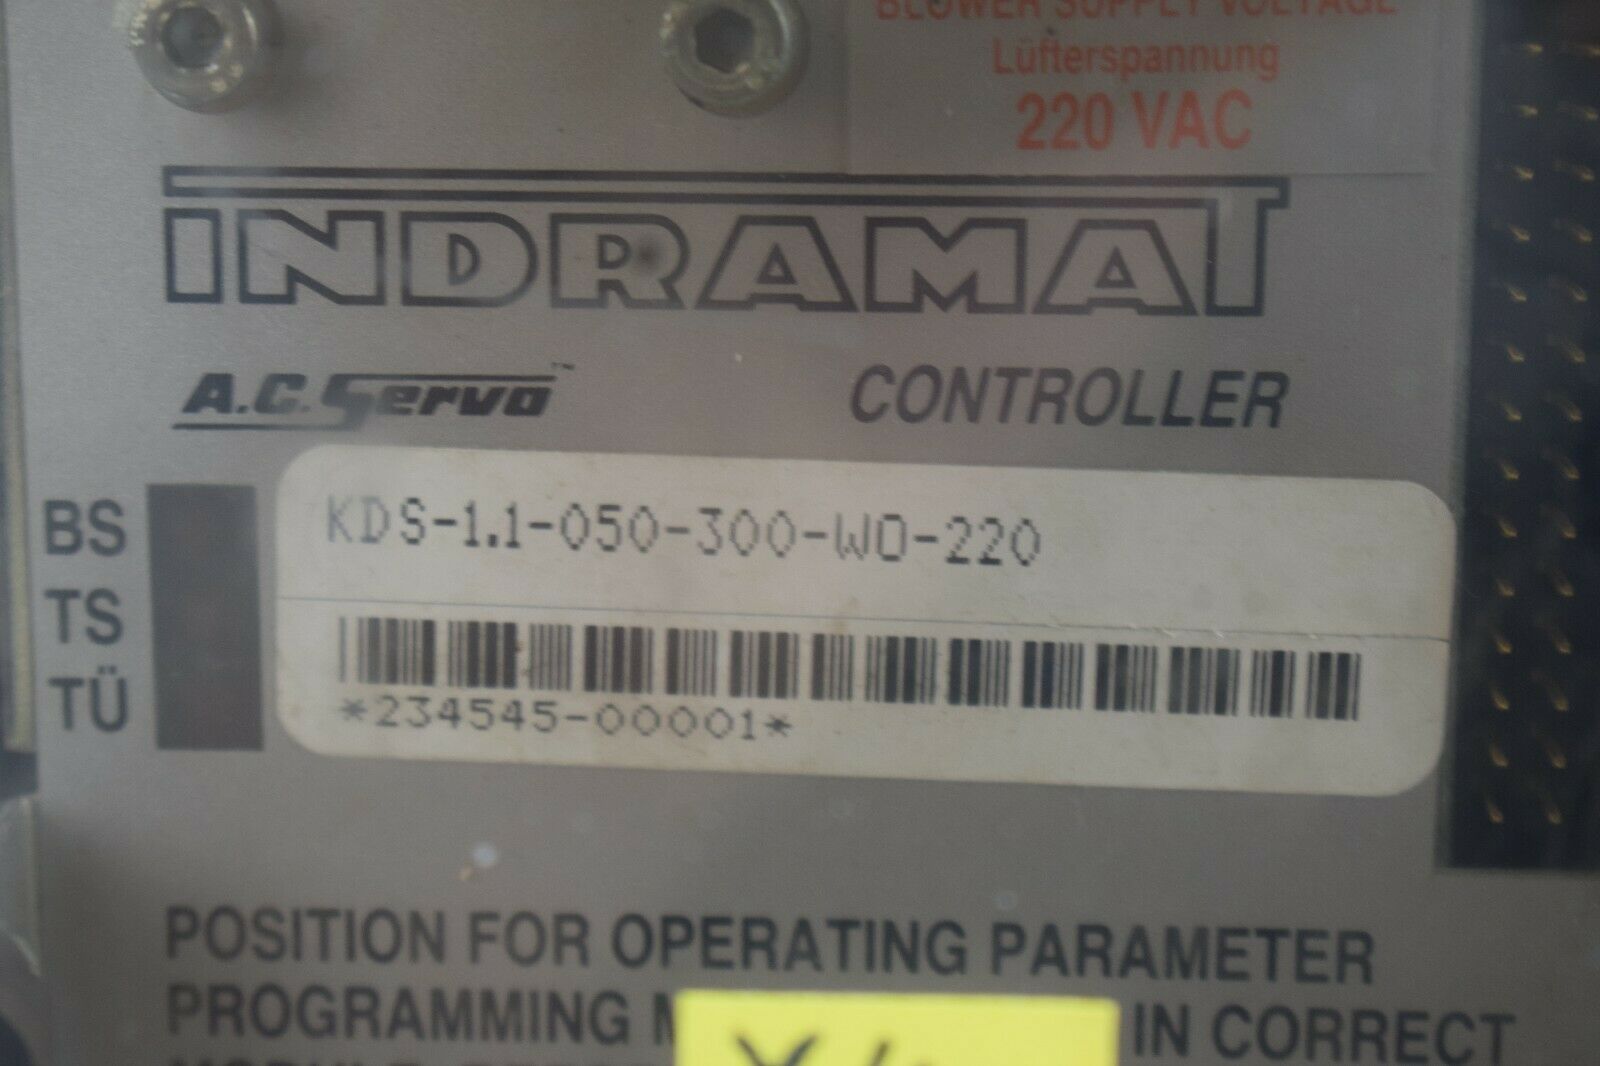 BLOWER SUPPLY VOLTAGE
Lüfterspannung
220 VAC
INDRAMAT
A.C. Servo™ CONTROLLER
KDS-1.1-050-300-W0-220
BS
TS
TÜ
*234545-00001*
POSITION FOR OPERATING PARAMETER
PROGRAMMING IN CORRECT